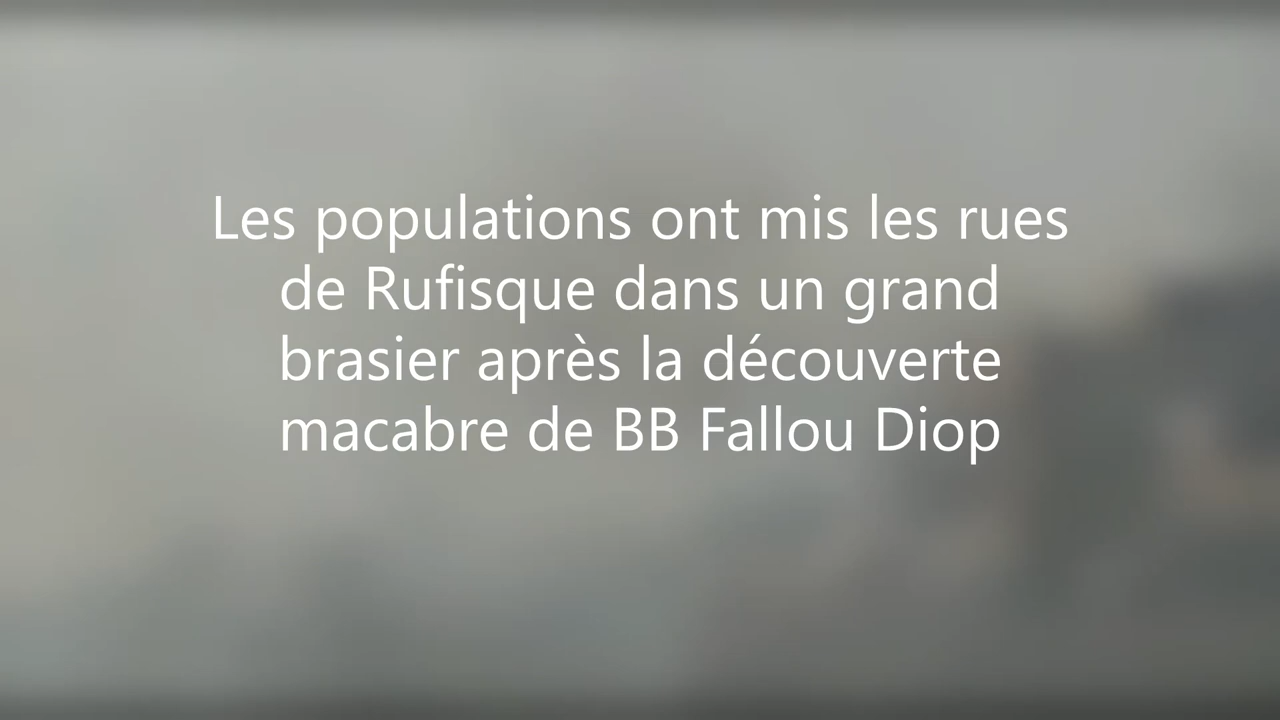 Les populations ont mis les rues
de Rufisque dans un grand
brasier après la découverte
macabre de BB Fallou Diop